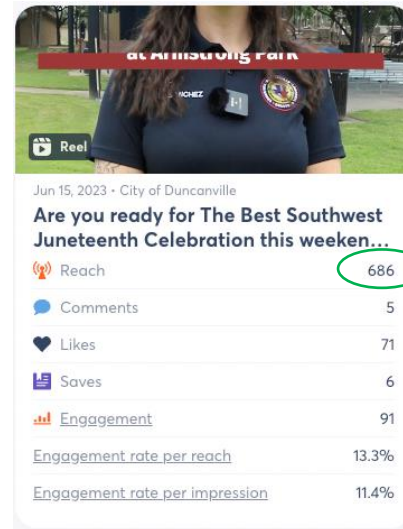 at Armstrong Park
Reel
Jun 15, 2023 • City of Duncanville
Are you ready for The Best Southwest
Juneteenth Celebration this weeken...
Reach 686
Comments 5
Likes 71
Saves 6
Engagement 91
Engagement rate per reach 13.3%
Engagement rate per impression 11.4%